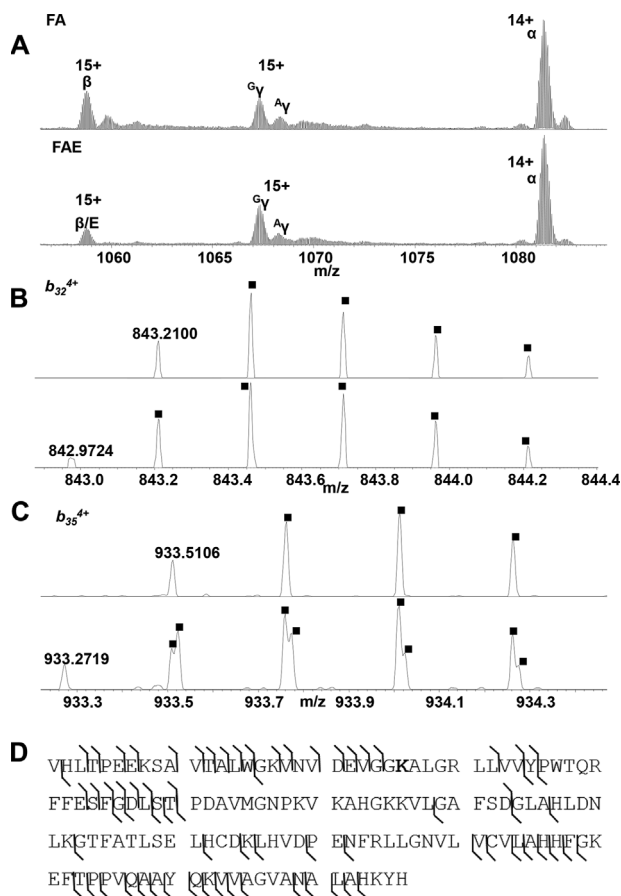 A
FA
15+
β
15+
Gγ
Aγ
14+
α
FAE
15+
β/E
15+
Gγ
Aγ
14+
α
1060 1065 1070 1075 1080
m/z
B
b32 4+
843.2100
842.9724
843.0 843.2 843.4 843.6 843.8 844.0 844.2 844.4
m/z
C
b35 4+
933.5106
933.2719
933.3 933.5 933.7 933.9 934.1 934.3
m/z
D
VHLTPEEKSA VTALWGKVNV DEVGGKALGR LLVVYPWTQR
FFESFGDLST PDAVMGNPKV KAHGKKVLGA FSDGLAHLDN
LKGTFATLSE LHCDKLHVDP ENFRLLGNVL VCVLAHHFGK
EFTPPVQAAY QKVVAGVANA LAHKYH